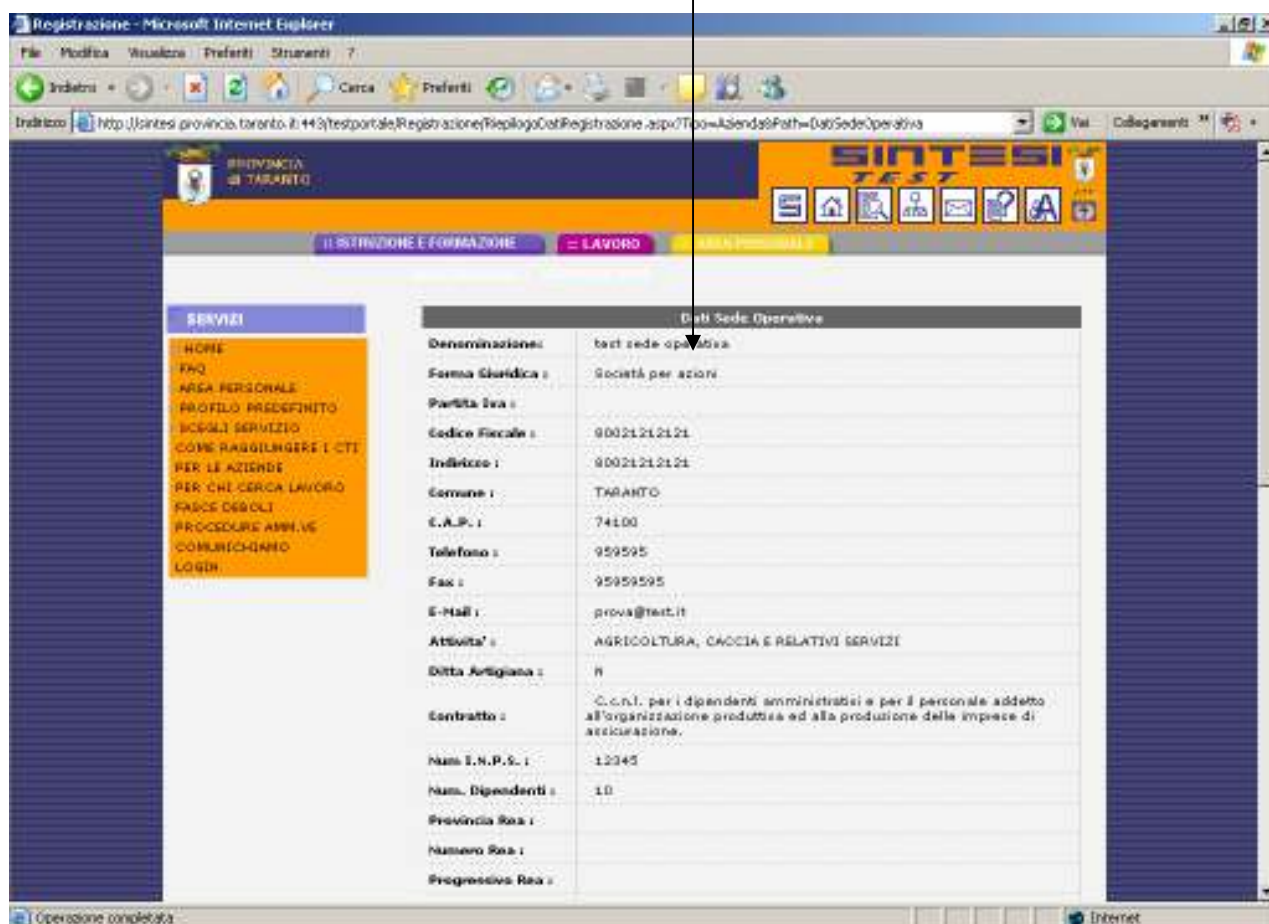 Registrazione - Microsoft Internet Explorer
File Modifica Visualizza Preferiti Strumenti ?
Indietro Cerca Preferiti
Indirizzo http://sintesi.provincia.taranto.it:443/testportale/Registrazione/RiepilogoDatiRegistrazione.aspx?Tipo=Azienda&Path=DatiSedeOperativa Vai Collegamenti »
PROVINCIA
di TARANTO
SINTESI
TEST
:: ISTRUZIONE E FORMAZIONE :: LAVORO AREA PERSONALE
SERVIZI
HOME
FAQ
AREA PERSONALE
PROFILO PREDEFINITO
SCEGLI SERVIZIO
COME RAGGIUNGERE I CTI
PER LE AZIENDE
PER CHI CERCA LAVORO
FASCE DEBOLI
PROCEDURE AMM.VE
COMUNICHIAMO
LOGIN
Dati Sede Operativa
Denominazione: test sede operativa
Forma Giuridica : Società per azioni
Partita Iva :
Codice Fiscale : 80021212121
Indirizzo : 80021212121
Comune : TARANTO
C.A.P. : 74100
Telefono : 959595
Fax : 95959595
E-Mail : prova@test.it
Attivita' : AGRICOLTURA, CACCIA E RELATIVI SERVIZI
Ditta Artigiana : N
Contratto : C.c.n.l. per i dipendenti amministrativi e per il personale addetto
all'organizzazione produttiva ed alla produzione delle imprese di
assicurazione.
Num I.N.P.S. : 12345
Num. Dipendenti : 10
Provincia Rea :
Numero Rea :
Progressivo Rea :
Operazione completata Internet